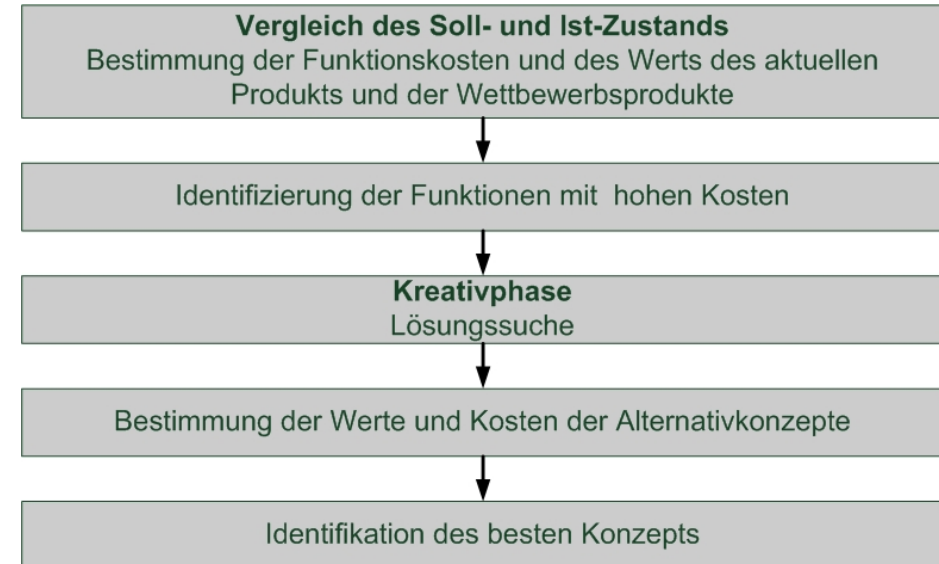 Vergleich des Soll- und Ist-Zustands
Bestimmung der Funktionskosten und des Werts des aktuellen
Produkts und der Wettbewerbsprodukte
Identifizierung der Funktionen mit hohen Kosten
Kreativphase
Lösungssuche
Bestimmung der Werte und Kosten der Alternativkonzepte
Identifikation des besten Konzepts